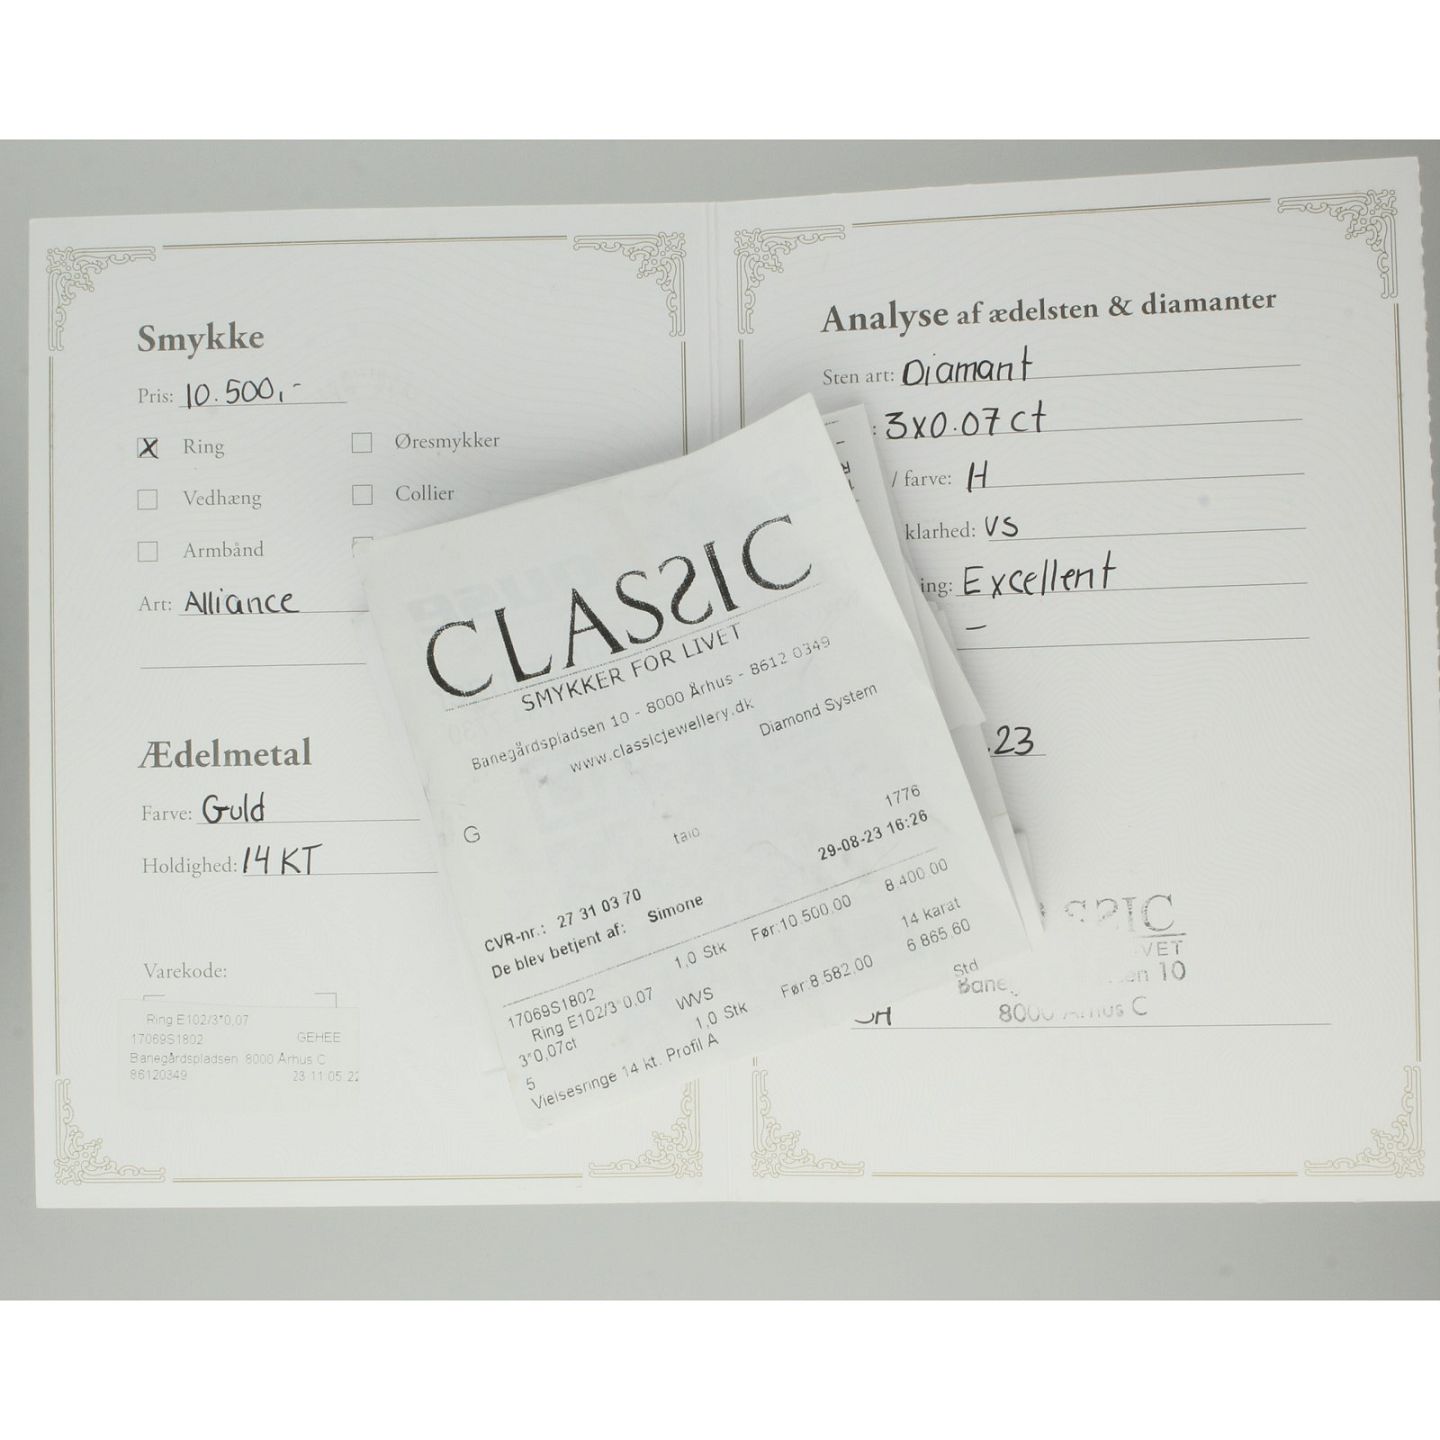 Smykke
Pris: 10.500,-
X Ring
Øresmykker
Vedhæng
Collier
Armbånd
Art: Alliance
Ædelmetal
Farve: Guld
Holdighed: 14 KT
Varekode:
Ring E102/3*0,07
17069S1802 GEHEE
Banegårdspladsen 8000 Århus C
86120349 23.11.05.22
CLASSIC
SMYKKER FOR LIVET
Banegårdspladsen 10 - 8000 Århus - 8612 0349
www.classicjewellery.dk
Diamond System
G
1776
29-08-23 16:26
CVR-nr.: 27 31 03 70
De blev betjent af: Simone
17069S1802 1,0 Stk Før:10.500,00 8.400,00
Ring E102/3*0,07
3*0,07ct VVS 14 karat
5 1,0 Stk Før:8.582,00 6.865,60
Vielsesringe 14 kt. Profil A Std
Analyse af ædelsten & diamanter
Sten art: Diamant
: 3x0.07 ct
/ farve: H
klarhed: VS
ing: Excellent
-
.23
SSIC
VET
Bane en 10
8000 Århus C